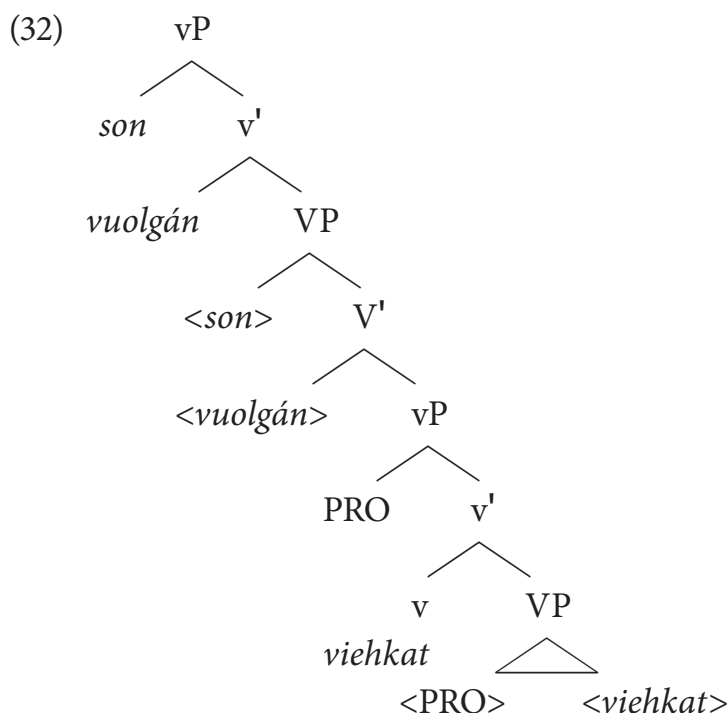 (32) vP
son v'
vuolgán VP
<son> V'
<vuolgán> vP
PRO v'
v VP
viehkat
<PRO> <viehkat>